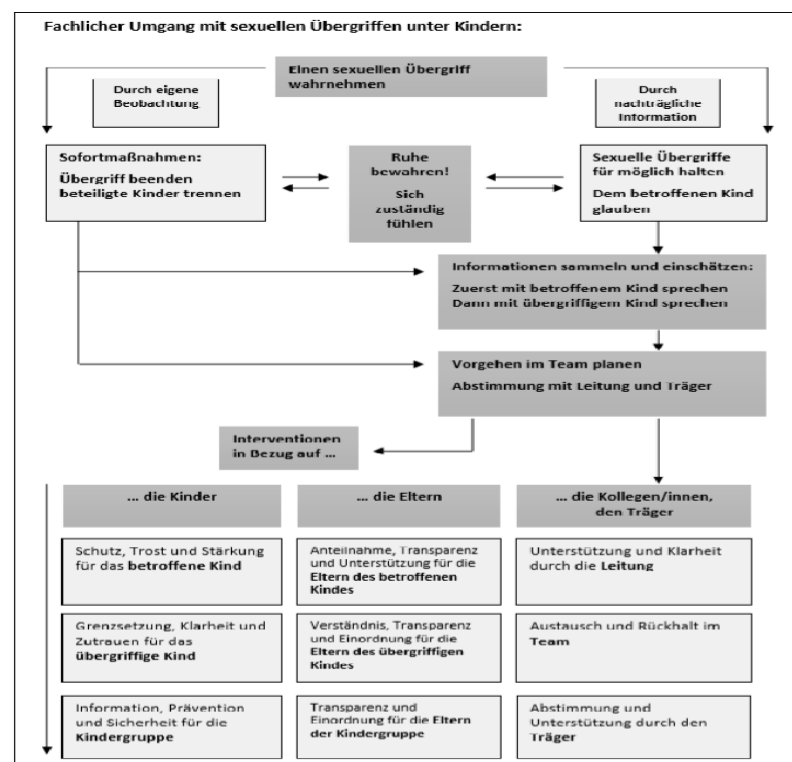 Fachlicher Umgang mit sexuellen Übergriffen unter Kindern:
Einen sexuellen Übergriff
wahrnehmen
Durch eigene
Beobachtung
Durch
nachträgliche
Information
Sofortmaßnahmen:
Übergriff beenden
beteiligte Kinder trennen
Ruhe
bewahren!
Sich
zuständig
fühlen
Sexuelle Übergriffe
für möglich halten
Dem betroffenen Kind
glauben
Informationen sammeln und einschätzen:
Zuerst mit betroffenem Kind sprechen
Dann mit übergriffigem Kind sprechen
Vorgehen im Team planen
Abstimmung mit Leitung und Träger
Interventionen
in Bezug auf ...
... die Kinder
... die Eltern
... die Kollegen/innen,
den Träger
Schutz, Trost und Stärkung
für das betroffene Kind
Anteilnahme, Transparenz
und Unterstützung für die
Eltern des betroffenen
Kindes
Unterstützung und Klarheit
durch die Leitung
Grenzsetzung, Klarheit und
Zutrauen für das
übergriffige Kind
Verständnis, Transparenz
und Einordnung für die
Eltern des übergriffigen
Kindes
Austausch und Rückhalt im
Team
Information, Prävention
und Sicherheit für die
Kindergruppe
Transparenz und
Einordnung für die Eltern
der Kindergruppe
Abstimmung und
Unterstützung durch den
Träger